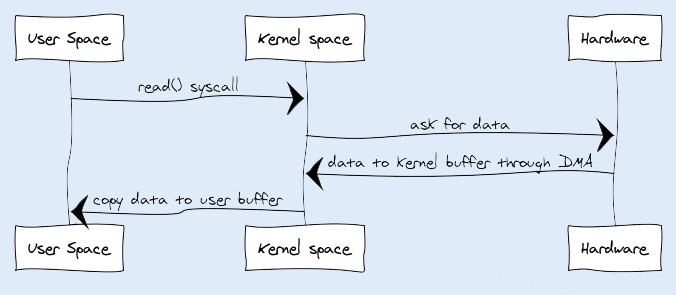 User Space
Kernel space
Hardware
read() syscall
ask for data
data to kernel buffer through DMA
copy data to user buffer
User Space
Kernel space
Hardware